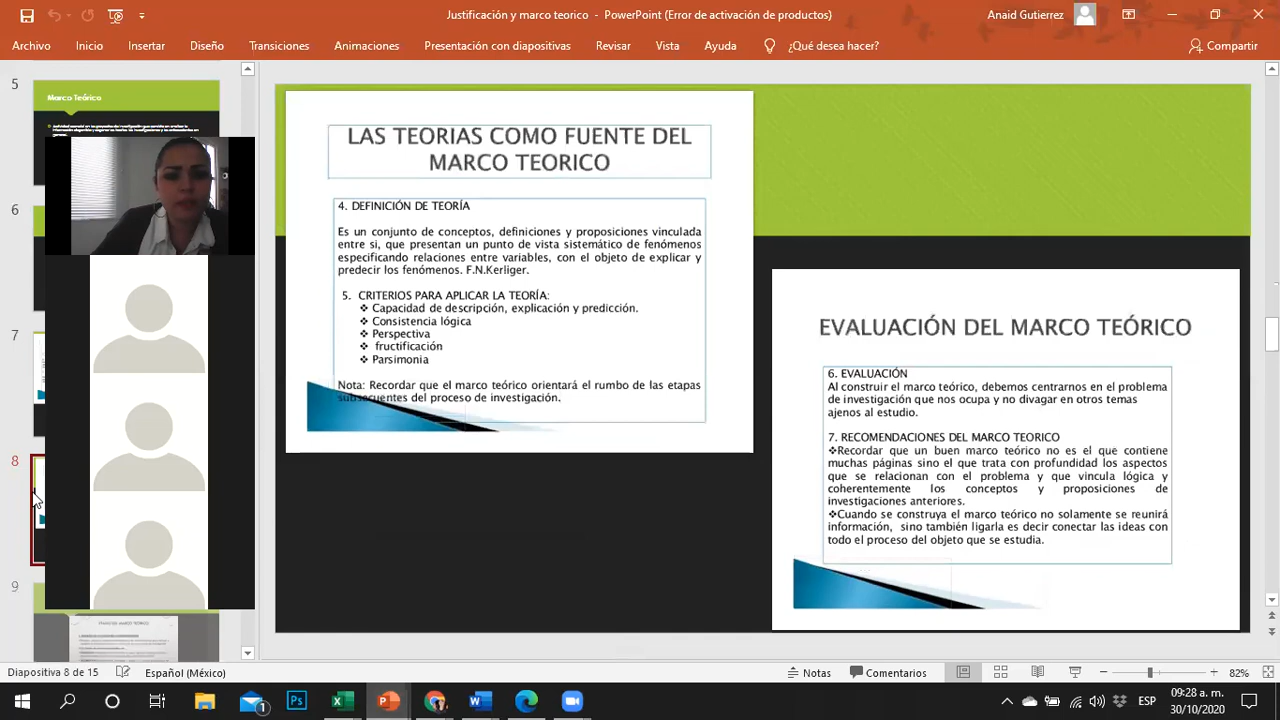 Justificación y marco teorico - PowerPoint (Error de activación de productos)
Anaid Gutierrez
Archivo Inicio Insertar Diseño Transiciones Animaciones Presentación con diapositivas Revisar Vista Ayuda ¿Qué desea hacer? Compartir
5
Marco Teórico
6
7
8
9
LAS TEORIAS COMO FUENTE DEL
MARCO TEORICO
4. DEFINICIÓN DE TEORÍA
Es un conjunto de conceptos, definiciones y proposiciones vinculada
entre si, que presentan un punto de vista sistemático de fenómenos
especificando relaciones entre variables, con el objeto de explicar y
predecir los fenómenos. F.N.Kerliger.
5. CRITERIOS PARA APLICAR LA TEORÍA:
❖ Capacidad de descripción, explicación y predicción.
❖ Consistencia lógica
❖ Perspectiva
❖ fructificación
❖ Parsimonia
Nota: Recordar que el marco teórico orientará el rumbo de las etapas
subsecuentes del proceso de investigación.
EVALUACIÓN DEL MARCO TEÓRICO
6. EVALUACIÓN
Al construir el marco teórico, debemos centrarnos en el problema
de investigación que nos ocupa y no divagar en otros temas
ajenos al estudio.
7. RECOMENDACIONES DEL MARCO TEORICO
❖Recordar que un buen marco teórico no es el que contiene
muchas páginas sino el que trata con profundidad los aspectos
que se relacionan con el problema y que vincula lógica y
coherentemente los conceptos y proposiciones de
investigaciones anteriores.
❖Cuando se construya el marco teórico no solamente se reunirá
información, sino también ligarla es decir conectar las ideas con
todo el proceso del objeto que se estudia.
Diapositiva 8 de 15 Español (México) Notas Comentarios 82%
1 ESP 09:28 a. m.
30/10/2020